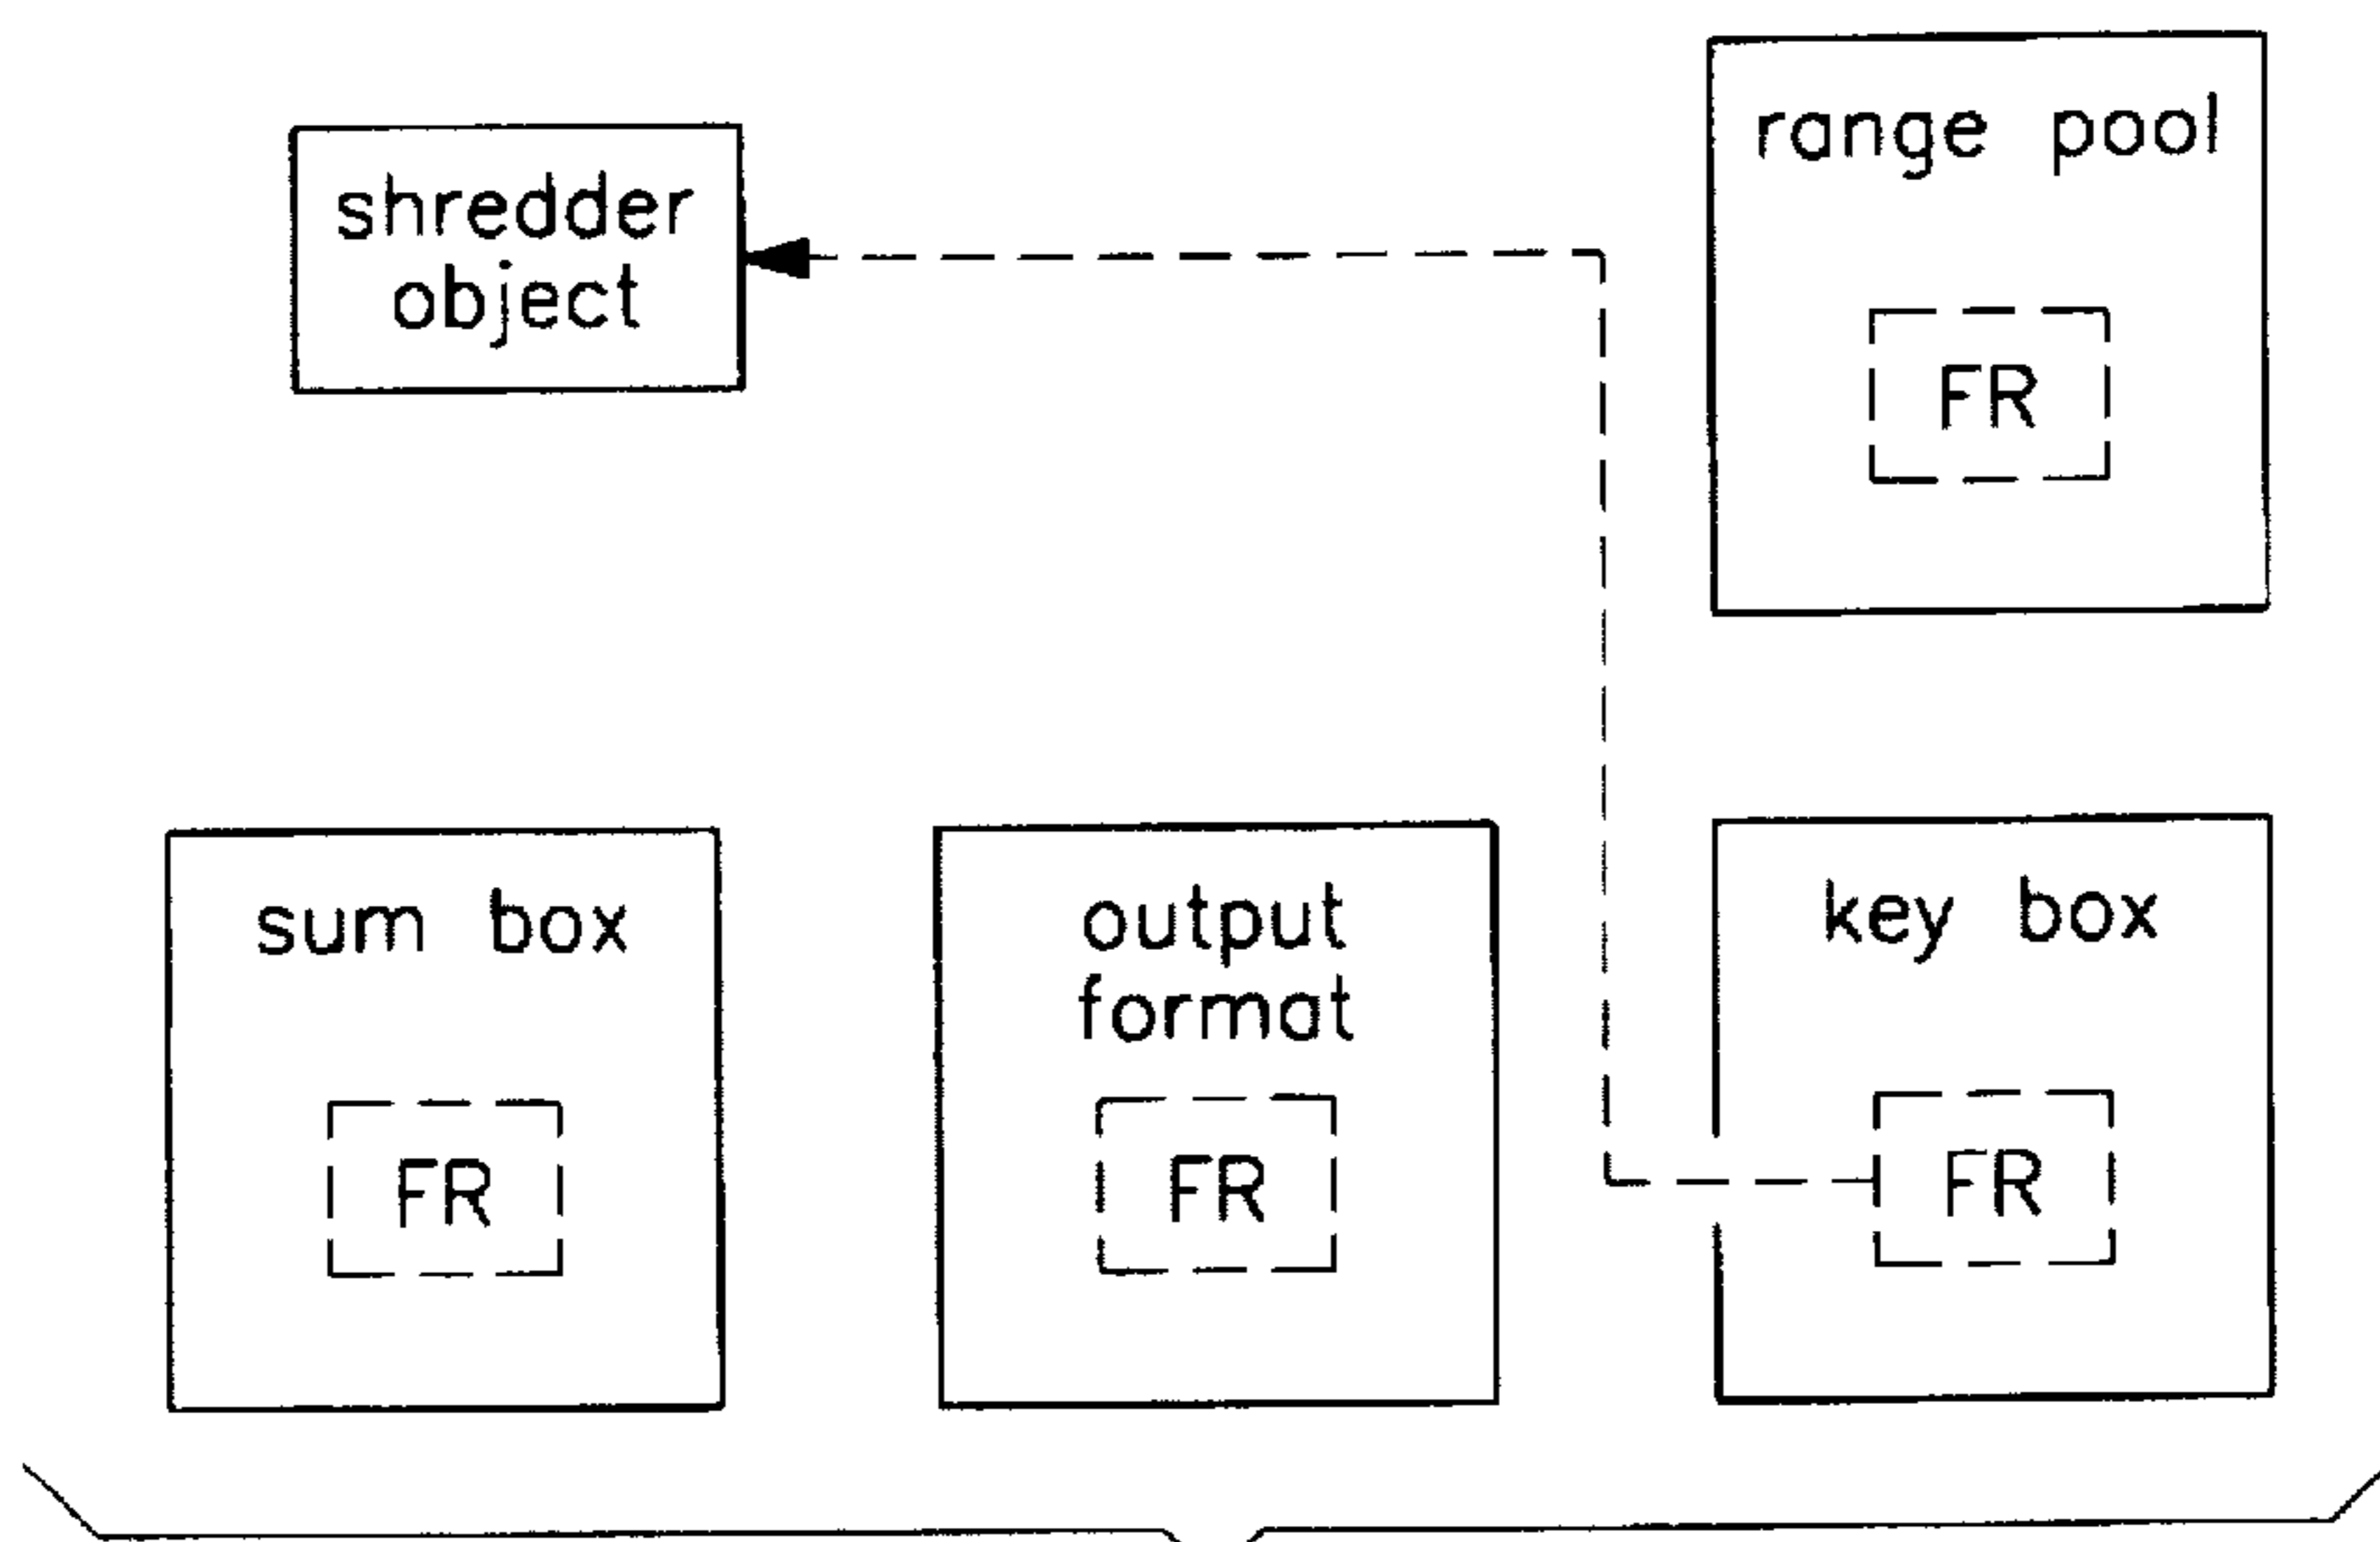 shredder
object
range pool
FR
sum box
FR
output
format
FR
key box
FR